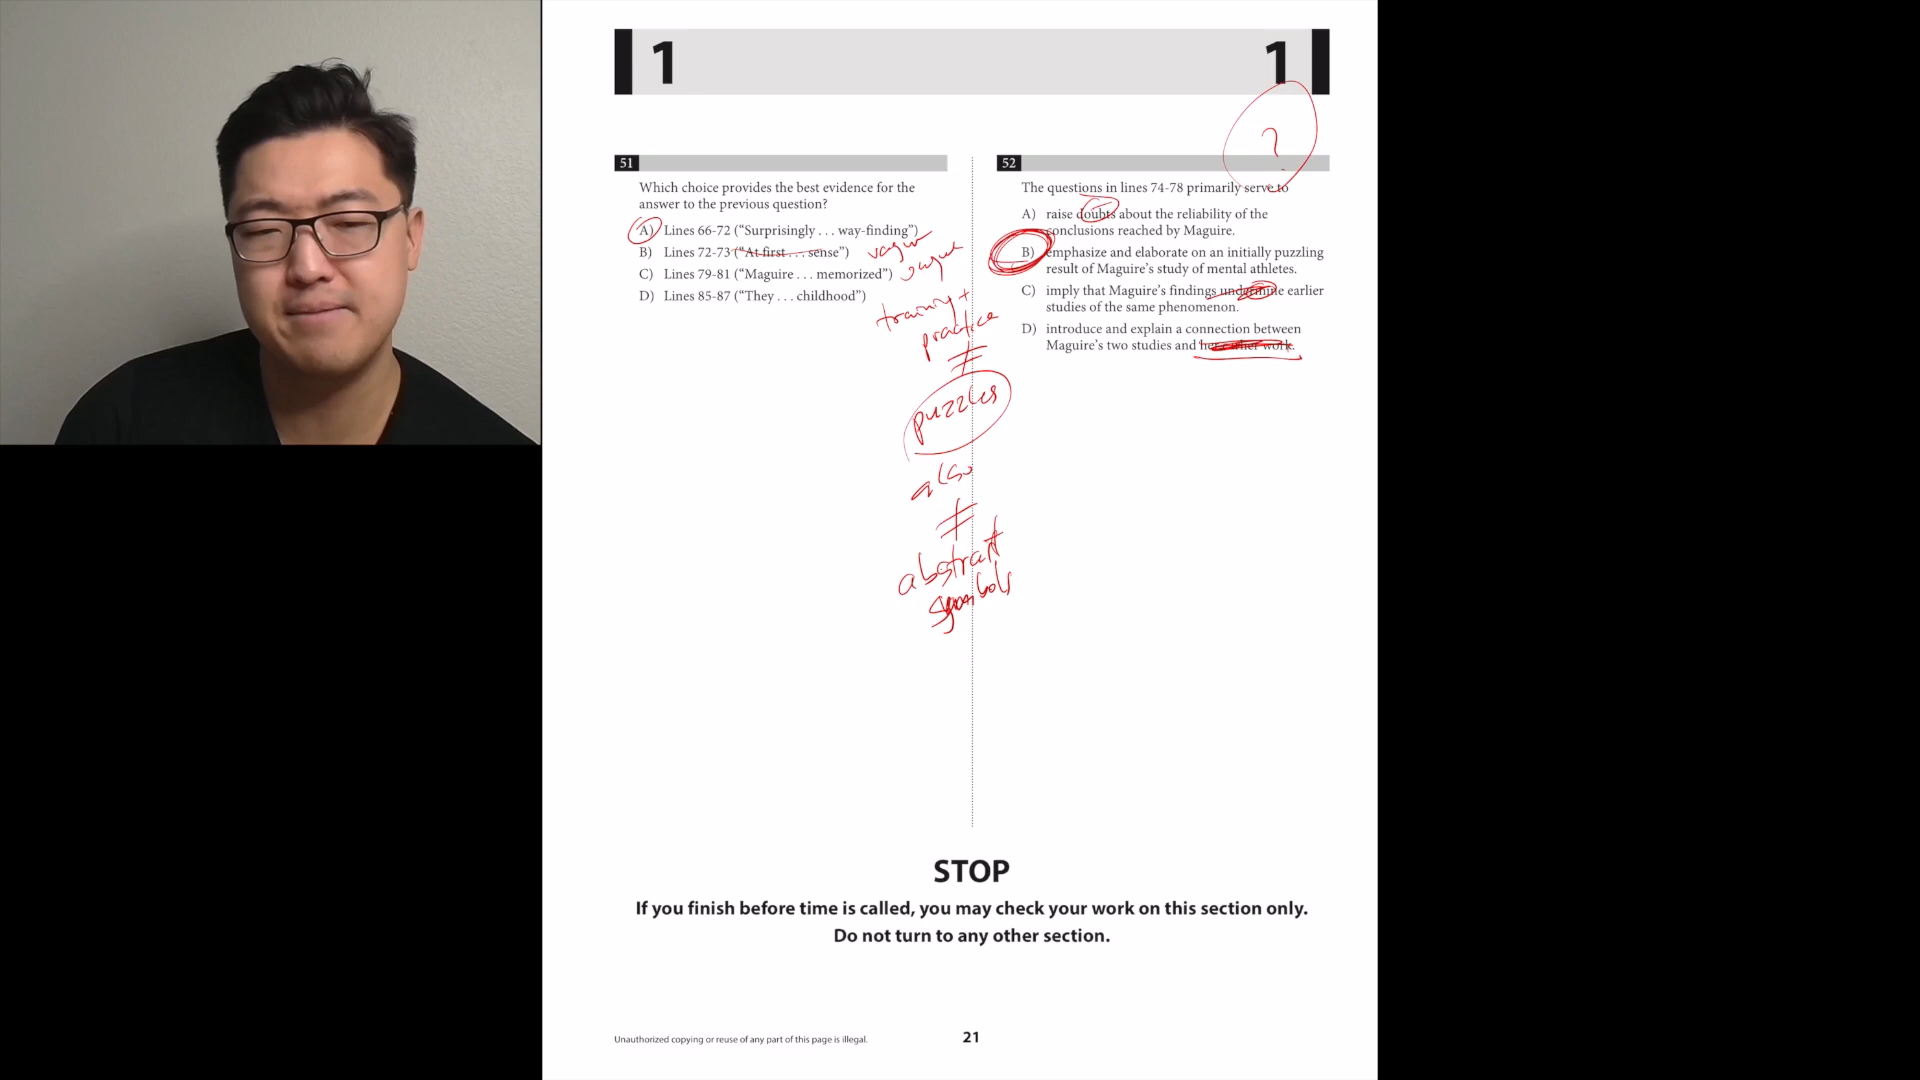 1 1
?
51
Which choice provides the best evidence for the
answer to the previous question?
A) Lines 66-72 (“Surprisingly . . . way-finding”)
B) Lines 72-73 (“At first . . . sense”)
C) Lines 79-81 (“Maguire . . . memorized”)
D) Lines 85-87 (“They . . . childhood”)
vague
vague
training +
practice
≠
puzzles
also
≠
abstract
symbols
52
The questions in lines 74-78 primarily serve to
A) raise doubts about the reliability of the
conclusions reached by Maguire.
B) emphasize and elaborate on an initially puzzling
result of Maguire’s study of mental athletes.
C) imply that Maguire’s findings undermine earlier
studies of the same phenomenon.
D) introduce and explain a connection between
Maguire’s two studies and her earlier work.
STOP
If you finish before time is called, you may check your work on this section only.
Do not turn to any other section.
Unauthorized copying or reuse of any part of this page is illegal.
21